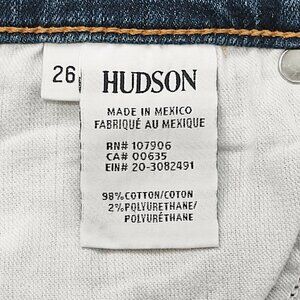 26
HUDSON
MADE IN MEXICO
FABRIQUÉ AU MEXIQUE
RN# 107906
CA# 00635
EIN# 20-3082491
98% COTTON/COTON
2% POLYURETHANE/
POLYURÉTHANE/